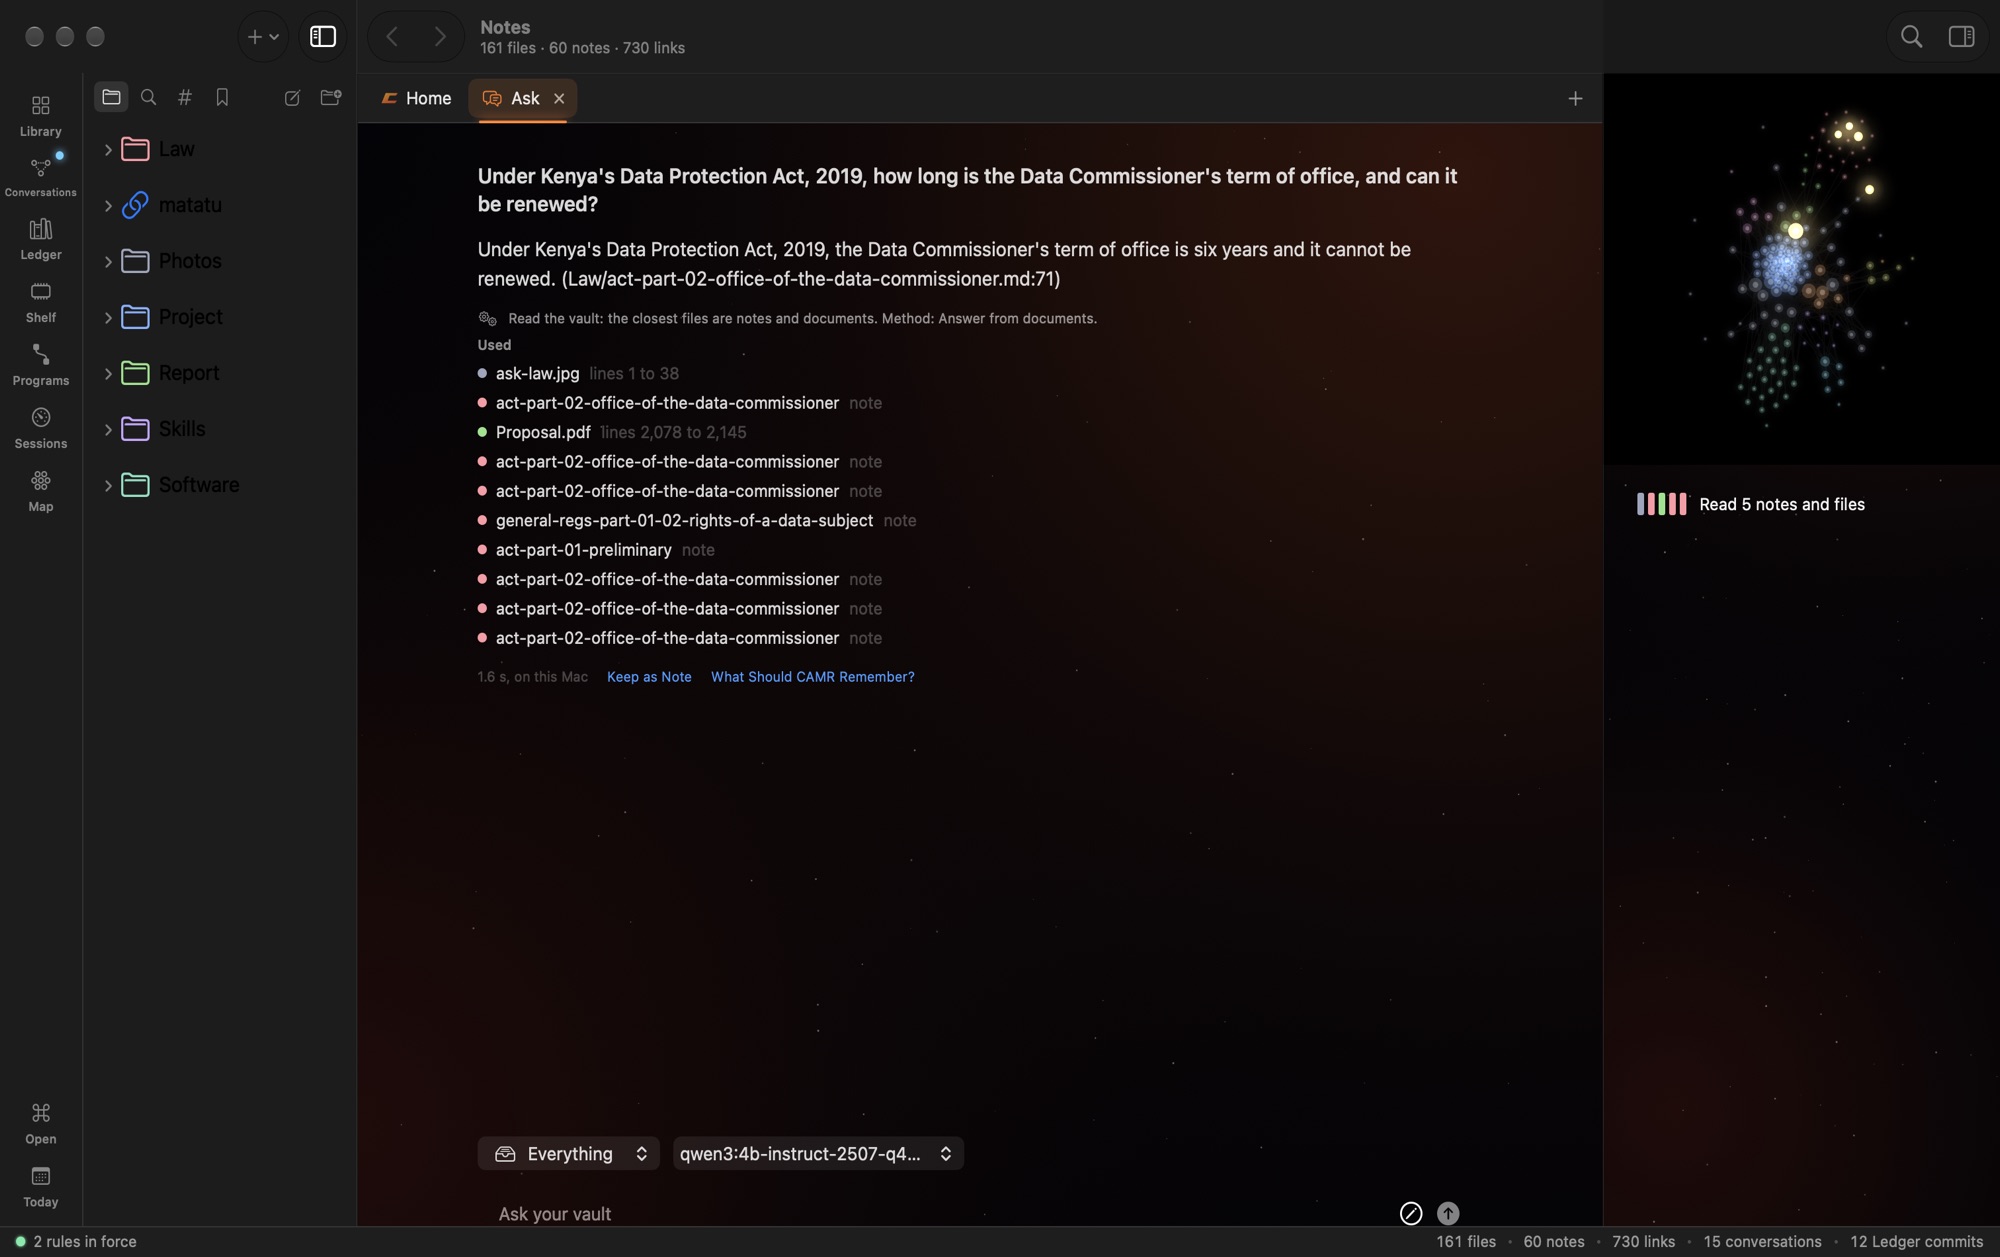 Notes
161 files · 60 notes · 730 links
Library
Conversations
Ledger
Shelf
Programs
Sessions
Map
Open
Today
Law
matatu
Photos
Project
Report
Skills
Software
Home
Ask
Under Kenya's Data Protection Act, 2019, how long is the Data Commissioner's term of office, and can it
be renewed?
Under Kenya's Data Protection Act, 2019, the Data Commissioner's term of office is six years and it cannot be
renewed. (Law/act-part-02-office-of-the-data-commissioner.md:71)
Read the vault: the closest files are notes and documents. Method: Answer from documents.
Used
ask-law.jpg lines 1 to 38
act-part-02-office-of-the-data-commissioner note
Proposal.pdf lines 2,078 to 2,145
act-part-02-office-of-the-data-commissioner note
act-part-02-office-of-the-data-commissioner note
general-regs-part-01-02-rights-of-a-data-subject note
act-part-01-preliminary note
act-part-02-office-of-the-data-commissioner note
act-part-02-office-of-the-data-commissioner note
act-part-02-office-of-the-data-commissioner note
1.6 s, on this Mac Keep as Note What Should CAMR Remember?
Everything
qwen3:4b-instruct-2507-q4...
Ask your vault
Read 5 notes and files
2 rules in force
161 files · 60 notes · 730 links · 15 conversations · 12 Ledger commits